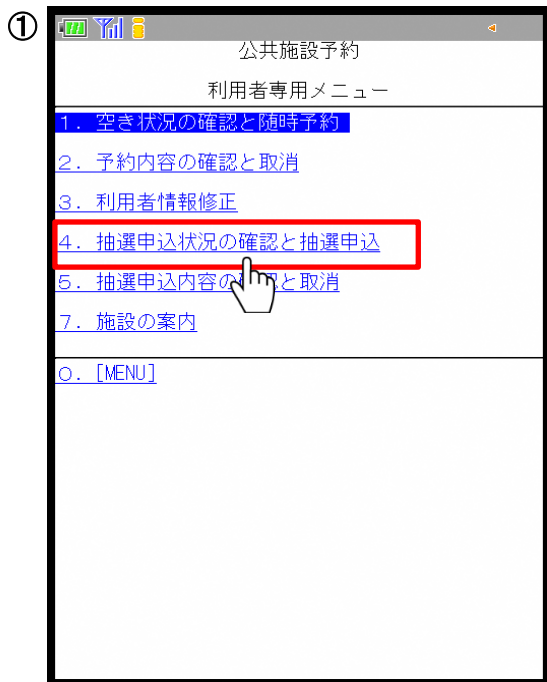 ①
公共施設予約
利用者専用メニュー
1. 空き状況の確認と随時予約
2. 予約内容の確認と取消
3. 利用者情報修正
4. 抽選申込状況の確認と抽選申込
5. 抽選申込内容の確認と取消
7. 施設の案内
0. [MENU]